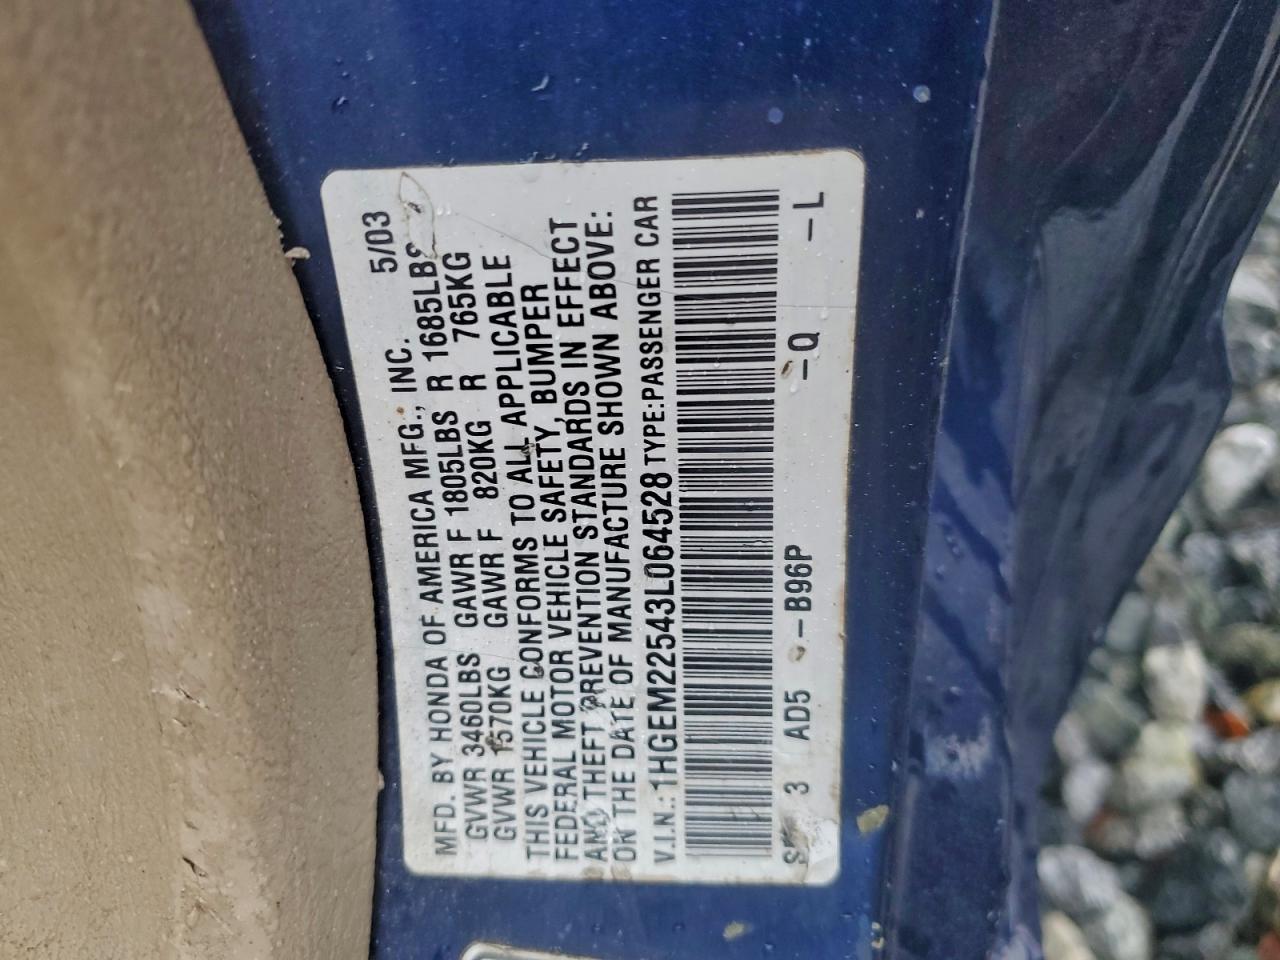 MFD. BY HONDA OF AMERICA MFG., INC. 5/03
GVWR 3460LBS GAWR F 1805LBS R 1685LBS
GVWR 1570KG GAWR F 820KG R 765KG
THIS VEHICLE CONFORMS TO ALL APPLICABLE
FEDERAL MOTOR VEHICLE SAFETY, BUMPER
AND THEFT PREVENTION STANDARDS IN EFFECT
ON THE DATE OF MANUFACTURE SHOWN ABOVE:
V.I.N.: 1HGEM22543L064528 TYPE:PASSENGER CAR
3 AD5 -B96P -Q -L